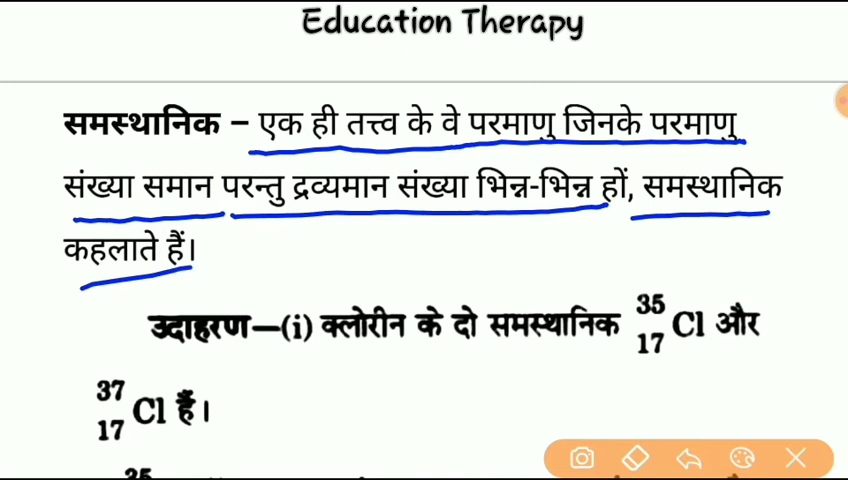 Education Therapy
समस्थानिक – एक ही तत्त्व के वे परमाणु जिनके परमाणु
संख्या समान परन्तु द्रव्यमान संख्या भिन्न-भिन्न हों, समस्थानिक
कहलाते हैं।
उदाहरण—(i) क्लोरीन के दो समस्थानिक ³⁵₁₇Cl और
³⁷₁₇Cl हैं।
35